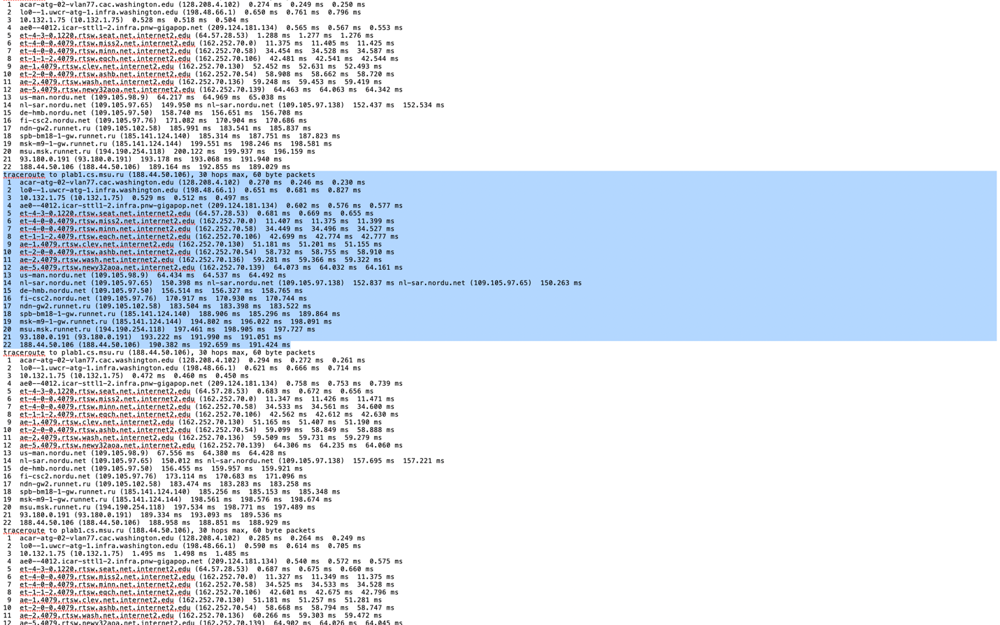 1  acar-atg-02-vlan77.cac.washington.edu (128.208.4.102)  0.274 ms  0.249 ms  0.250 ms
2  lo0--1.uwcr-atg-1.infra.washington.edu (198.48.66.1)  0.650 ms  0.761 ms  0.796 ms
3  10.132.1.75 (10.132.1.75)  0.528 ms  0.518 ms  0.504 ms
4  ae0--4012.icar-sttl1-2.infra.pnw-gigapop.net (209.124.181.134)  0.565 ms  0.567 ms  0.553 ms
5  et-4-3-0.1220.rtsw.seat.net.internet2.edu (64.57.28.53)  1.288 ms  1.277 ms  1.276 ms
6  et-4-0-0.4079.rtsw.miss2.net.internet2.edu (162.252.70.0)  11.375 ms  11.405 ms  11.425 ms
7  et-4-0-0.4079.rtsw.minn.net.internet2.edu (162.252.70.58)  34.454 ms  34.528 ms  34.587 ms
8  et-1-1-2.4079.rtsw.eqch.net.internet2.edu (162.252.70.106)  42.481 ms  42.541 ms  42.544 ms
9  ae-1.4079.rtsw.clev.net.internet2.edu (162.252.70.130)  52.452 ms  52.631 ms  52.493 ms
10  et-2-0-0.4079.rtsw.ashb.net.internet2.edu (162.252.70.54)  58.908 ms  58.662 ms  58.720 ms
11  ae-2.4079.rtsw.wash.net.internet2.edu (162.252.70.136)  59.248 ms  59.453 ms  59.419 ms
12  ae-5.4079.rtsw.newy32aoa.net.internet2.edu (162.252.70.139)  64.463 ms  64.063 ms  64.342 ms
13  us-man.nordu.net (109.105.98.9)  64.217 ms  64.969 ms  65.038 ms
14  nl-sar.nordu.net (109.105.97.65)  149.950 ms nl-sar.nordu.net (109.105.97.138)  152.437 ms  152.534 ms
15  de-hmb.nordu.net (109.105.97.50)  158.740 ms  156.651 ms  156.708 ms
16  fi-csc2.nordu.net (109.105.97.76)  171.082 ms  170.904 ms  170.686 ms
17  ndn-gw2.runnet.ru (109.105.102.58)  185.991 ms  183.541 ms  185.837 ms
18  spb-bm18-1-gw.runnet.ru (185.141.124.140)  185.314 ms  187.751 ms  187.823 ms
19  msk-m9-1-gw.runnet.ru (185.141.124.144)  199.551 ms  198.246 ms  198.581 ms
20  msu.msk.runnet.ru (194.190.254.118)  200.122 ms  199.937 ms  196.159 ms
21  93.180.0.191 (93.180.0.191)  193.178 ms  193.068 ms  191.940 ms
22  188.44.50.106 (188.44.50.106)  189.164 ms  192.855 ms  189.029 ms
traceroute to plab1.cs.msu.ru (188.44.50.106), 30 hops max, 60 byte packets
1  acar-atg-02-vlan77.cac.washington.edu (128.208.4.102)  0.270 ms  0.246 ms  0.230 ms
2  lo0--1.uwcr-atg-1.infra.washington.edu (198.48.66.1)  0.651 ms  0.681 ms  0.827 ms
3  10.132.1.75 (10.132.1.75)  0.529 ms  0.512 ms  0.497 ms
4  ae0--4012.icar-sttl1-2.infra.pnw-gigapop.net (209.124.181.134)  0.602 ms  0.576 ms  0.577 ms
5  et-4-3-0.1220.rtsw.seat.net.internet2.edu (64.57.28.53)  0.681 ms  0.669 ms  0.655 ms
6  et-4-0-0.4079.rtsw.miss2.net.internet2.edu (162.252.70.0)  11.407 ms  11.375 ms  11.399 ms
7  et-4-0-0.4079.rtsw.minn.net.internet2.edu (162.252.70.58)  34.449 ms  34.496 ms  34.527 ms
8  et-1-1-2.4079.rtsw.eqch.net.internet2.edu (162.252.70.106)  42.699 ms  42.774 ms  42.777 ms
9  ae-1.4079.rtsw.clev.net.internet2.edu (162.252.70.130)  51.181 ms  51.201 ms  51.155 ms
10  et-2-0-0.4079.rtsw.ashb.net.internet2.edu (162.252.70.54)  58.732 ms  58.755 ms  58.910 ms
11  ae-2.4079.rtsw.wash.net.internet2.edu (162.252.70.136)  59.281 ms  59.366 ms  59.322 ms
12  ae-5.4079.rtsw.newy32aoa.net.internet2.edu (162.252.70.139)  64.073 ms  64.032 ms  64.161 ms
13  us-man.nordu.net (109.105.98.9)  64.434 ms  64.537 ms  64.492 ms
14  nl-sar.nordu.net (109.105.97.65)  150.398 ms nl-sar.nordu.net (109.105.97.138)  152.837 ms nl-sar.nordu.net (109.105.97.65)  150.263 ms
15  de-hmb.nordu.net (109.105.97.50)  156.514 ms  156.327 ms  158.765 ms
16  fi-csc2.nordu.net (109.105.97.76)  170.917 ms  170.930 ms  170.744 ms
17  ndn-gw2.runnet.ru (109.105.102.58)  183.504 ms  183.398 ms  183.522 ms
18  spb-bm18-1-gw.runnet.ru (185.141.124.140)  188.906 ms  185.296 ms  189.864 ms
19  msk-m9-1-gw.runnet.ru (185.141.124.144)  194.802 ms  196.022 ms  198.091 ms
20  msu.msk.runnet.ru (194.190.254.118)  197.461 ms  198.905 ms  197.727 ms
21  93.180.0.191 (93.180.0.191)  193.222 ms  191.990 ms  191.051 ms
22  188.44.50.106 (188.44.50.106)  190.382 ms  192.659 ms  191.424 ms
traceroute to plab1.cs.msu.ru (188.44.50.106), 30 hops max, 60 byte packets
1  acar-atg-02-vlan77.cac.washington.edu (128.208.4.102)  0.294 ms  0.272 ms  0.261 ms
2  lo0--1.uwcr-atg-1.infra.washington.edu (198.48.66.1)  0.621 ms  0.666 ms  0.714 ms
3  10.132.1.75 (10.132.1.75)  0.472 ms  0.460 ms  0.450 ms
4  ae0--4012.icar-sttl1-2.infra.pnw-gigapop.net (209.124.181.134)  0.758 ms  0.753 ms  0.739 ms
5  et-4-3-0.1220.rtsw.seat.net.internet2.edu (64.57.28.53)  0.683 ms  0.672 ms  0.656 ms
6  et-4-0-0.4079.rtsw.miss2.net.internet2.edu (162.252.70.0)  11.347 ms  11.426 ms  11.471 ms
7  et-4-0-0.4079.rtsw.minn.net.internet2.edu (162.252.70.58)  34.533 ms  34.561 ms  34.600 ms
8  et-1-1-2.4079.rtsw.eqch.net.internet2.edu (162.252.70.106)  42.562 ms  42.612 ms  42.630 ms
9  ae-1.4079.rtsw.clev.net.internet2.edu (162.252.70.130)  51.165 ms  51.407 ms  51.190 ms
10  et-2-0-0.4079.rtsw.ashb.net.internet2.edu (162.252.70.54)  59.099 ms  58.849 ms  58.888 ms
11  ae-2.4079.rtsw.wash.net.internet2.edu (162.252.70.136)  59.509 ms  59.731 ms  59.279 ms
12  ae-5.4079.rtsw.newy32aoa.net.internet2.edu (162.252.70.139)  64.306 ms  64.235 ms  64.060 ms
13  us-man.nordu.net (109.105.98.9)  67.556 ms  64.380 ms  64.428 ms
14  nl-sar.nordu.net (109.105.97.65)  150.012 ms nl-sar.nordu.net (109.105.97.138)  157.695 ms  157.221 ms
15  de-hmb.nordu.net (109.105.97.50)  156.455 ms  159.957 ms  159.921 ms
16  fi-csc2.nordu.net (109.105.97.76)  173.114 ms  170.683 ms  171.096 ms
17  ndn-gw2.runnet.ru (109.105.102.58)  183.474 ms  183.283 ms  183.258 ms
18  spb-bm18-1-gw.runnet.ru (185.141.124.140)  185.256 ms  185.153 ms  185.348 ms
19  msk-m9-1-gw.runnet.ru (185.141.124.144)  198.561 ms  198.576 ms  198.674 ms
20  msu.msk.runnet.ru (194.190.254.118)  197.534 ms  198.771 ms  197.489 ms
21  93.180.0.191 (93.180.0.191)  189.334 ms  193.093 ms  189.536 ms
22  188.44.50.106 (188.44.50.106)  188.958 ms  188.851 ms  188.929 ms
traceroute to plab1.cs.msu.ru (188.44.50.106), 30 hops max, 60 byte packets
1  acar-atg-02-vlan77.cac.washington.edu (128.208.4.102)  0.285 ms  0.264 ms  0.249 ms
2  lo0--1.uwcr-atg-1.infra.washington.edu (198.48.66.1)  0.590 ms  0.614 ms  0.705 ms
3  10.132.1.75 (10.132.1.75)  1.495 ms  1.498 ms  1.485 ms
4  ae0--4012.icar-sttl1-2.infra.pnw-gigapop.net (209.124.181.134)  0.540 ms  0.572 ms  0.575 ms
5  et-4-3-0.1220.rtsw.seat.net.internet2.edu (64.57.28.53)  0.687 ms  0.675 ms  0.660 ms
6  et-4-0-0.4079.rtsw.miss2.net.internet2.edu (162.252.70.0)  11.327 ms  11.349 ms  11.375 ms
7  et-4-0-0.4079.rtsw.minn.net.internet2.edu (162.252.70.58)  34.525 ms  34.533 ms  34.528 ms
8  et-1-1-2.4079.rtsw.eqch.net.internet2.edu (162.252.70.106)  42.601 ms  42.675 ms  42.796 ms
9  ae-1.4079.rtsw.clev.net.internet2.edu (162.252.70.130)  51.181 ms  51.257 ms  51.281 ms
10  et-2-0-0.4079.rtsw.ashb.net.internet2.edu (162.252.70.54)  58.668 ms  58.794 ms  58.747 ms
11  ae-2.4079.rtsw.wash.net.internet2.edu (162.252.70.136)  60.266 ms  59.303 ms  59.472 ms
12  ae-5.4079.rtsw.newy32aoa.net.internet2.edu (162.252.70.139)  64.902 ms  64.026 ms  64.045 ms